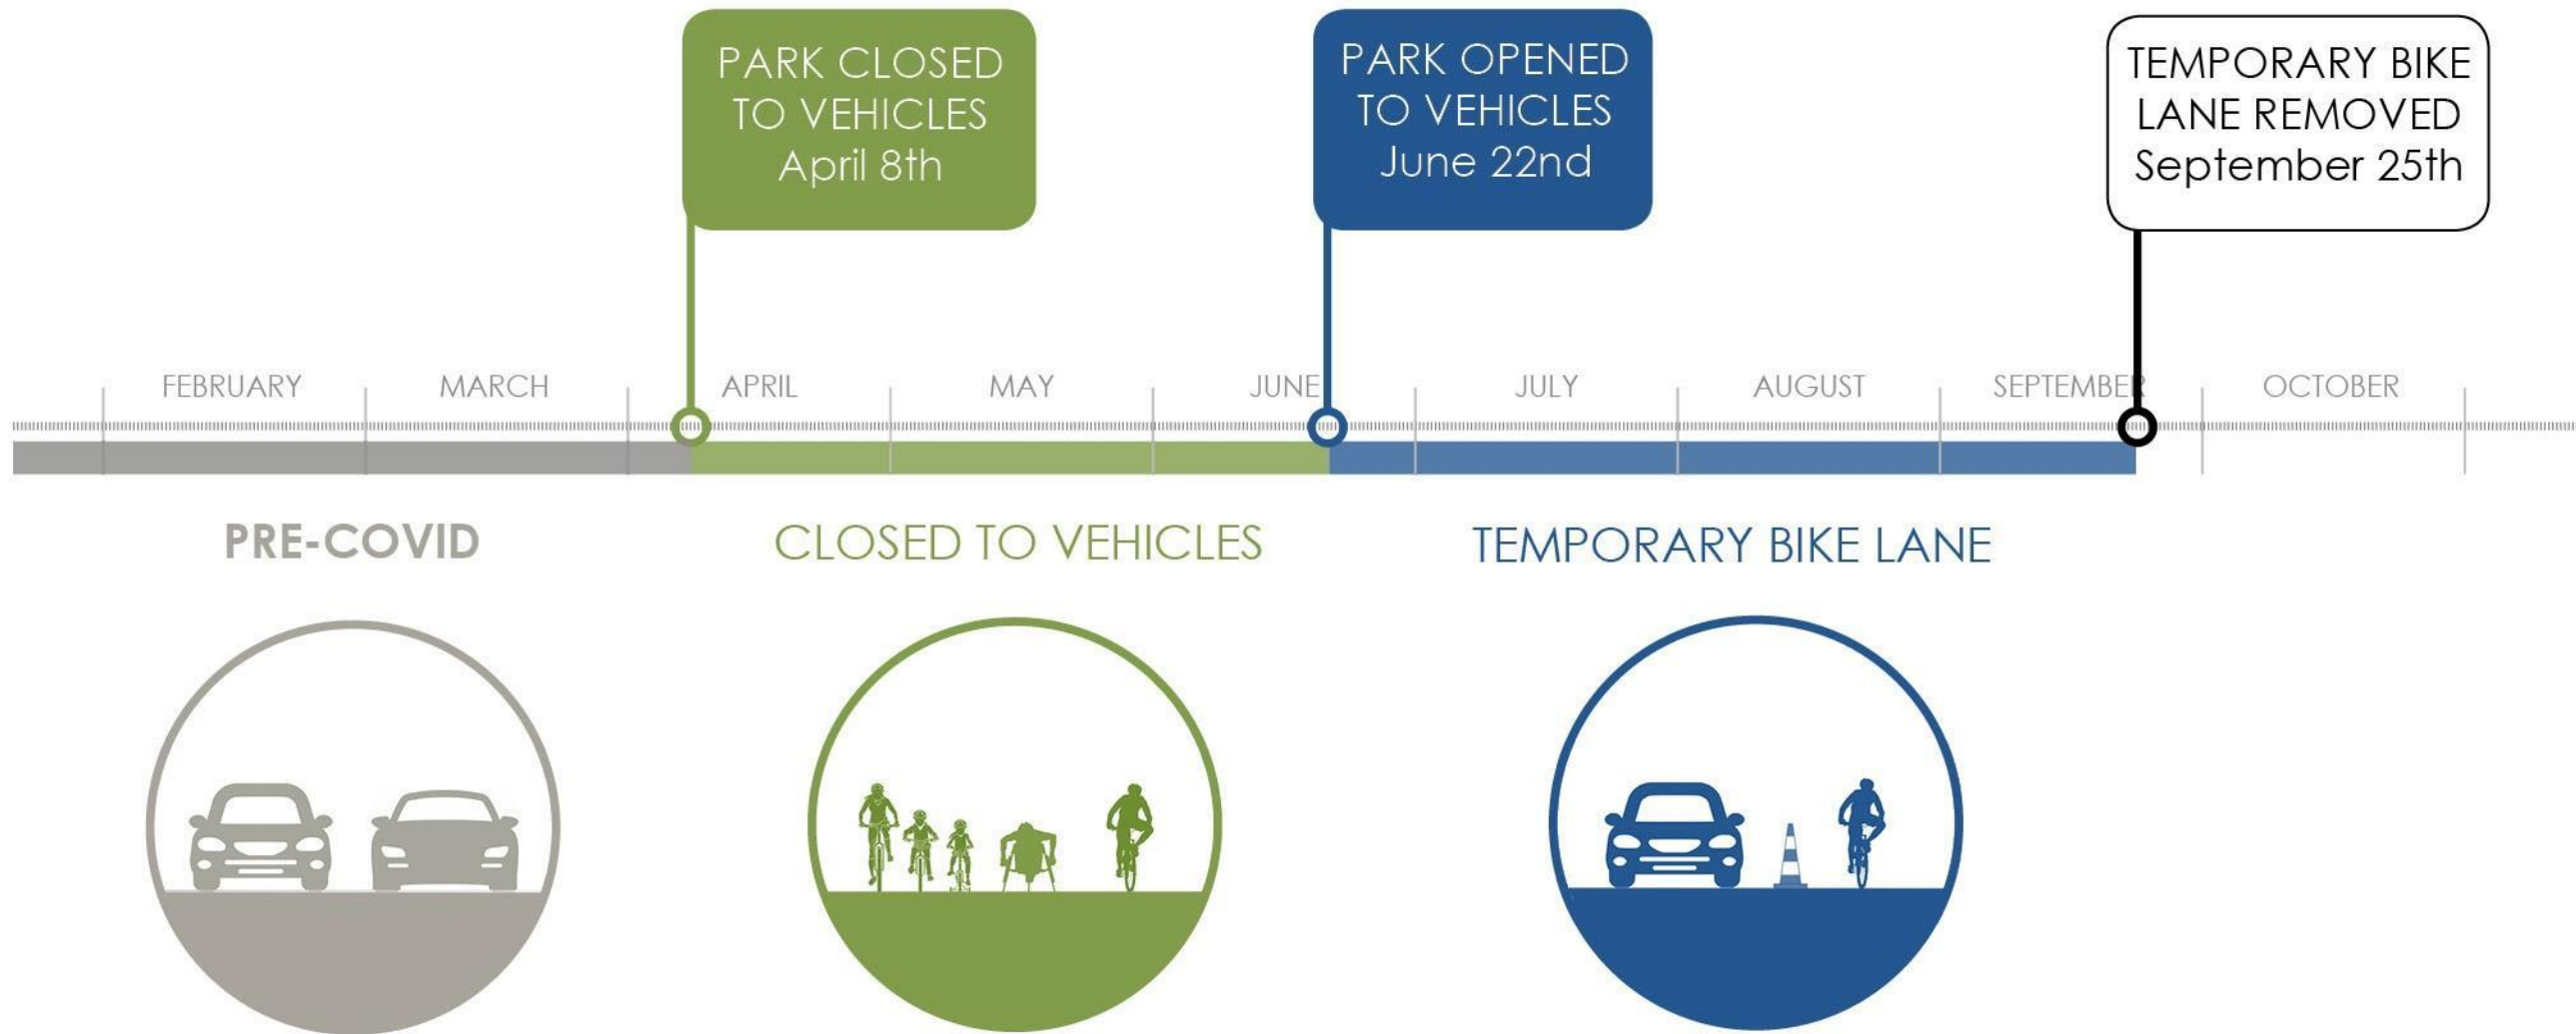 PARK CLOSED
TO VEHICLES
April 8th
PARK OPENED
TO VEHICLES
June 22nd
TEMPORARY BIKE
LANE REMOVED
September 25th
FEBRUARY
MARCH
APRIL
MAY
JUNE
JULY
AUGUST
SEPTEMBER
OCTOBER
PRE-COVID
CLOSED TO VEHICLES
TEMPORARY BIKE LANE